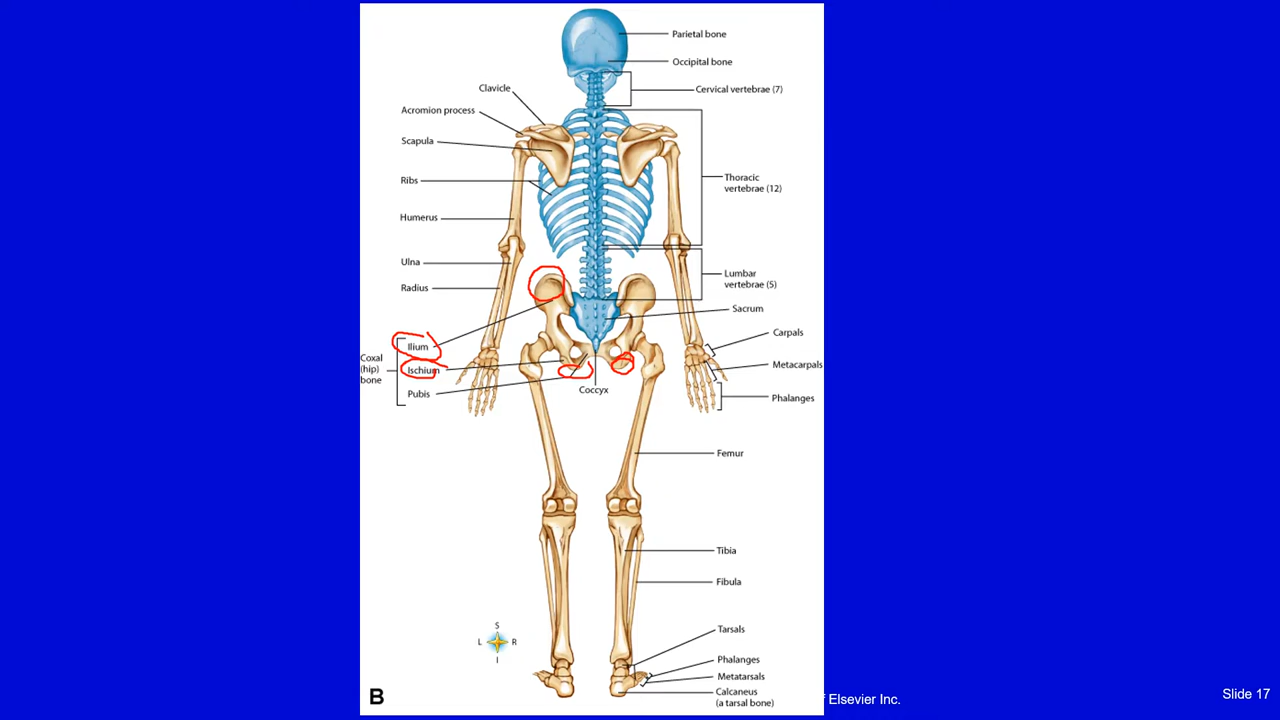 Parietal bone
Occipital bone
Clavicle
Cervical vertebrae (7)
Acromion process
Scapula
Ribs
Thoracic
vertebrae (12)
Humerus
Ulna
Radius
Lumbar
vertebrae (5)
Sacrum
Carpals
Ilium
Coxal
(hip)
bone
Ischium
Pubis
Metacarpals
Coccyx
Phalanges
Femur
Tibia
Fibula
S
L R
I
Tarsals
Phalanges
Metatarsals
Calcaneus
(a tarsal bone)
B
f Elsevier Inc.
Slide 17